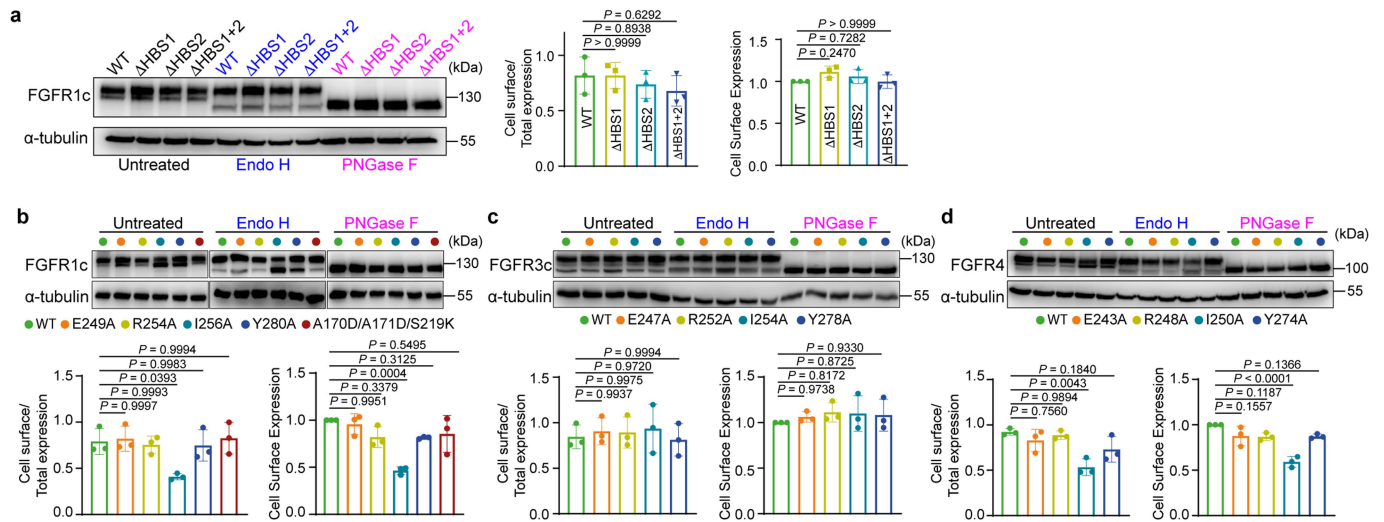 a
WT ΔHBS1 ΔHBS2 ΔHBS1+2 WT ΔHBS1 ΔHBS2 ΔHBS1+2 WT ΔHBS1 ΔHBS2 ΔHBS1+2
(kDa)
FGFR1c
130
α-tubulin
55
Untreated Endo H PNGase F
P = 0.6292
P = 0.8938
P > 0.9999
Cell surface/
Total expression
1.0
0.5
0.0
WT ΔHBS1 ΔHBS2 ΔHBS1+2
P > 0.9999
P = 0.7282
P = 0.2470
Cell Surface Expression
1.5
1.0
0.5
0.0
WT ΔHBS1 ΔHBS2 ΔHBS1+2
b
Untreated Endo H PNGase F
(kDa)
FGFR1c
130
α-tubulin
55
WT E249A R254A I256A Y280A A170D/A171D/S219K
P = 0.9994
P = 0.9983
P = 0.0393
P = 0.9993
P = 0.9997
Cell surface/
Total expression
1.5
1.0
0.5
0.0
P = 0.5495
P = 0.3125
P = 0.0004
P = 0.3379
P = 0.9951
Cell Surface Expression
1.5
1.0
0.5
0.0
c
Untreated Endo H PNGase F
(kDa)
FGFR3c
130
α-tubulin
55
WT E247A R252A I254A Y278A
P = 0.9994
P = 0.9720
P = 0.9975
P = 0.9937
Cell surface/
Total expression
1.5
1.0
0.5
0.0
P = 0.9330
P = 0.8725
P = 0.8172
P = 0.9738
Cell Surface Expression
1.5
1.0
0.5
0.0
d
Untreated Endo H PNGase F
(kDa)
FGFR4
100
α-tubulin
55
WT E243A R248A I250A Y274A
P = 0.1840
P = 0.0043
P = 0.9894
P = 0.7560
Cell surface/
Total expression
1.5
1.0
0.5
0.0
P = 0.1366
P < 0.0001
P = 0.1187
P = 0.1557
Cell Surface Expression
1.5
1.0
0.5
0.0